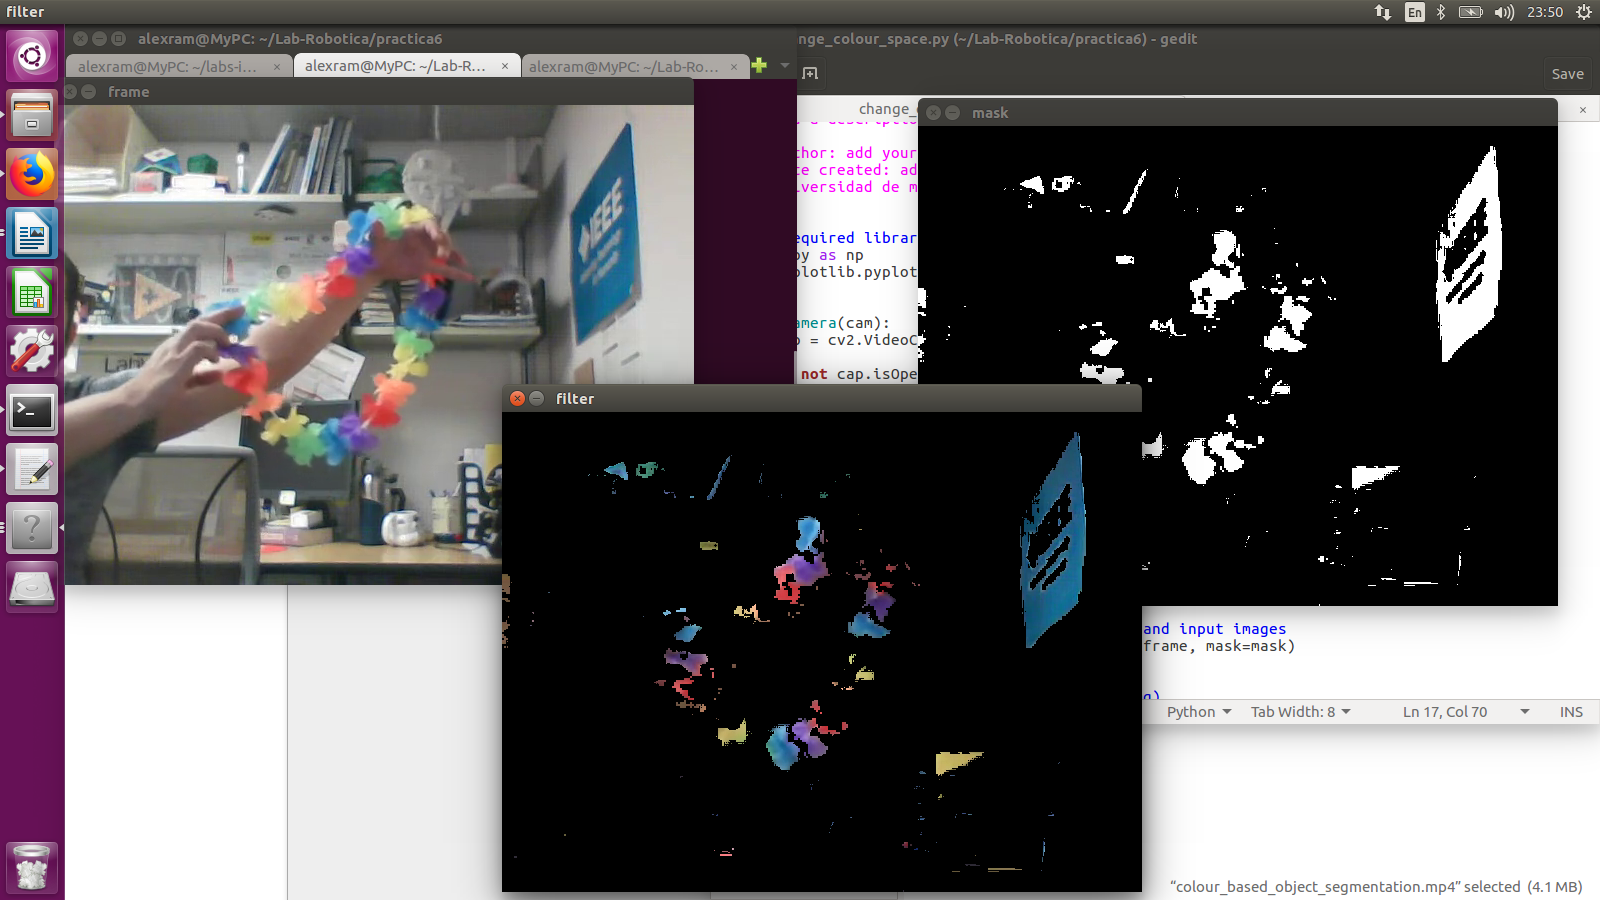 filter
En
23:50
alexram@MyPC: ~/Lab-Robotica/practica6
nge_colour_space.py (~/Lab-Robotica/practica6) - gedit
alexram@MyPC: ~/labs-i... ×
alexram@MyPC: ~/Lab-R... ×
alexram@MyPC: ~/Lab-Ro... ×
Save
frame
change_
×
mask
thor: add your
te created: ad
iversidad de m
equired librar
py as np
plotlib.pyplot
amera(cam):
p = cv2.VideoC
not cap.isOpe
IEEE
filter
and input images
frame, mask=mask)
Python
Tab Width: 8
Ln 17, Col 70
INS
“colour_based_object_segmentation.mp4” selected (4.1 MB)